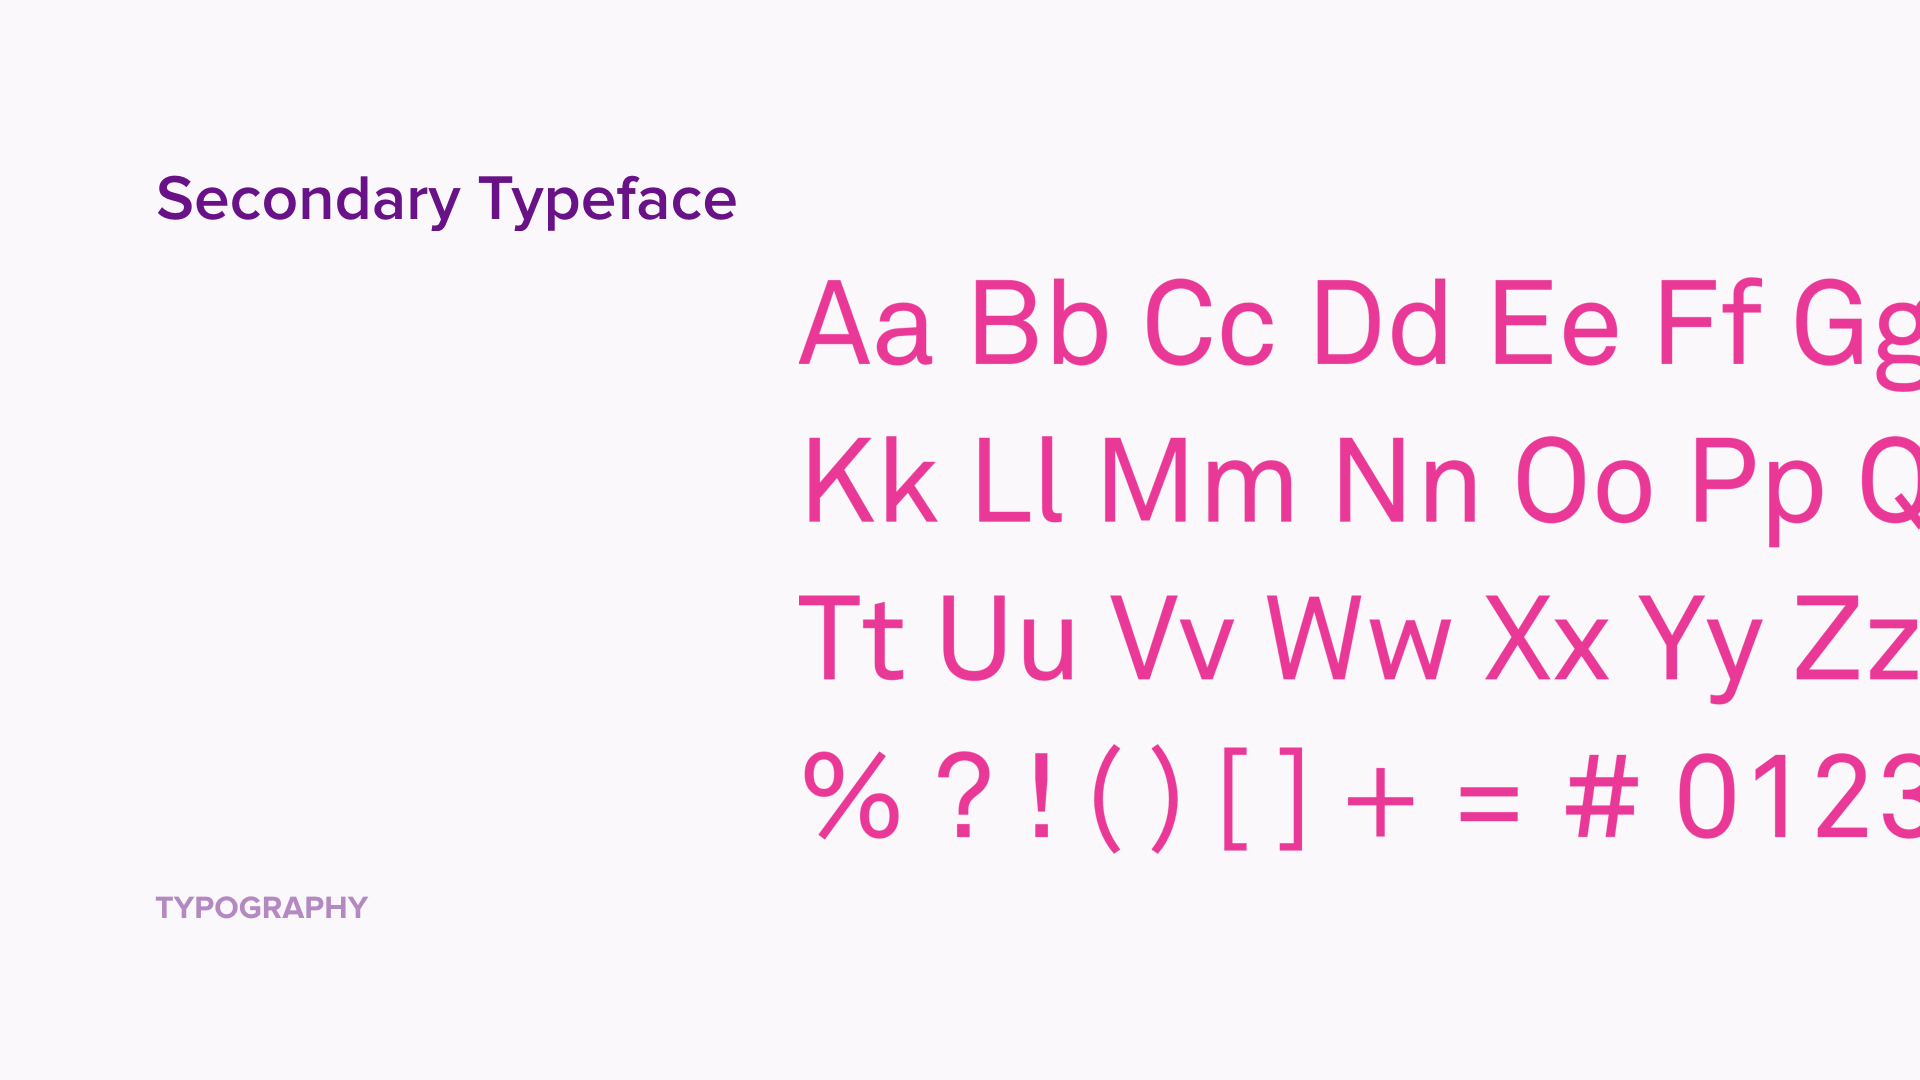 Secondary Typeface
Aa Bb Cc Dd Ee Ff Gg
Kk Ll Mm Nn Oo Pp Q
Tt Uu Vv Ww Xx Yy Zz
% ? ! ( ) [ ] + = # 0123
TYPOGRAPHY